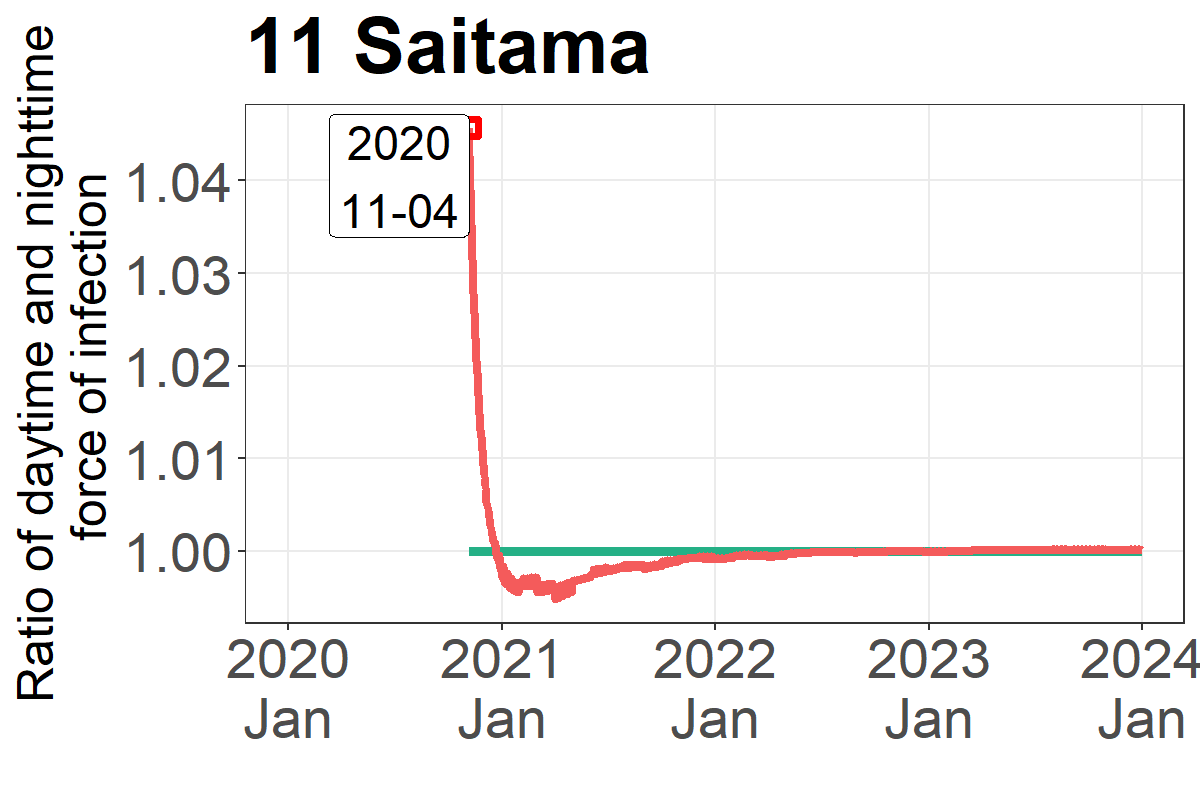 11 Saitama
Ratio of daytime and nighttime
force of infection
1.04
1.03
1.02
1.01
1.00
2020
11-04
2020
Jan
2021
Jan
2022
Jan
2023
Jan
2024
Jan